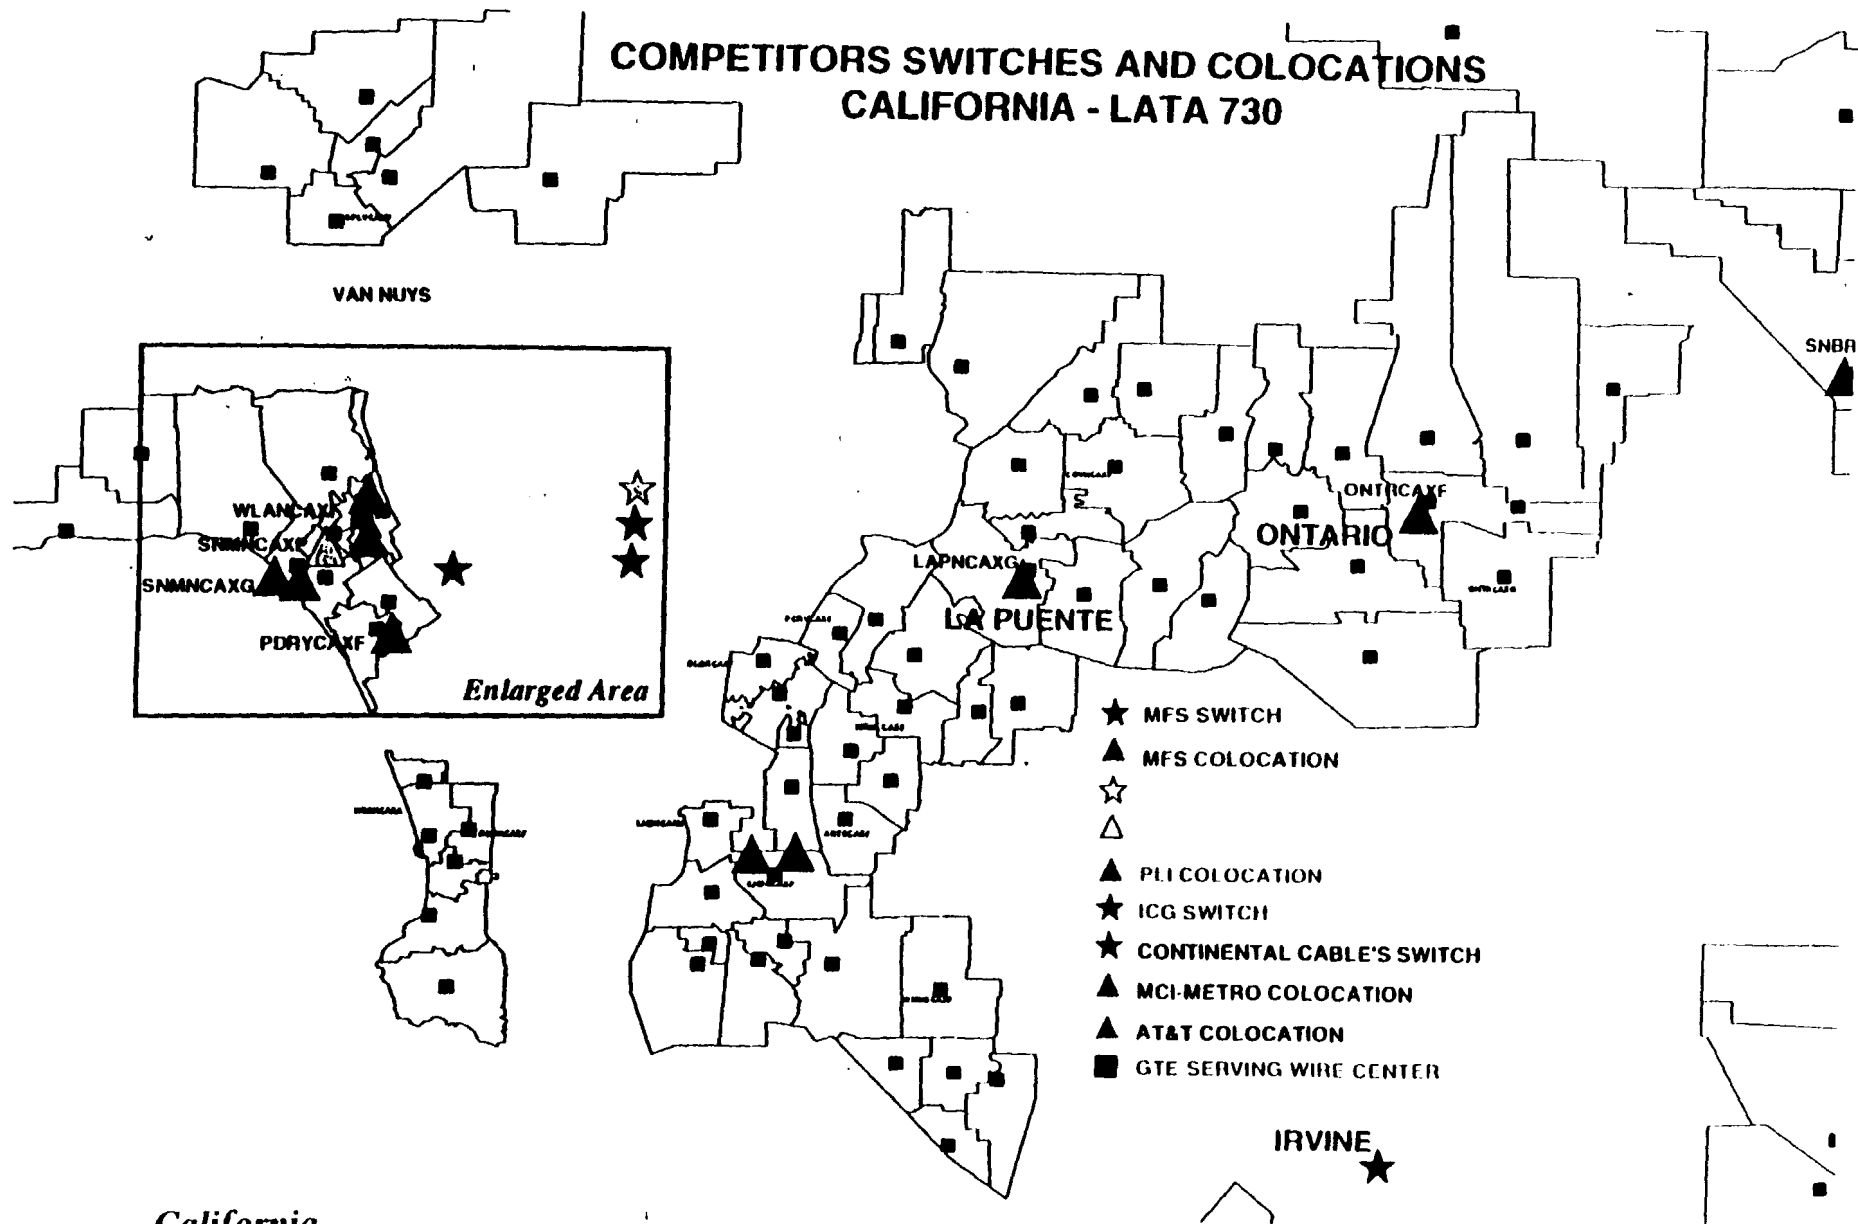 COMPETITORS SWITCHES AND COLOCATIONS
CALIFORNIA - LATA 730
VAN NUYS
SNBR
WLANCAXF
SNMNCAXP
SNMNCAXG
PDRYCAXF
Enlarged Area
ONTRCAXF
ONTARIO
LAPNCAXG
LA PUENTE
MFS SWITCH
MFS COLOCATION
PLI COLOCATION
ICG SWITCH
CONTINENTAL CABLE'S SWITCH
MCI-METRO COLOCATION
AT&T COLOCATION
GTE SERVING WIRE CENTER
IRVINE
California